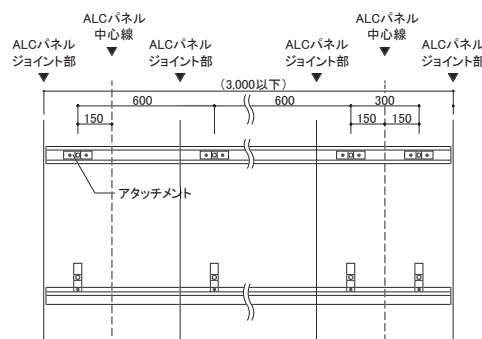 ALCパネル
中心線
ALCパネル
中心線
ALCパネル
ジョイント部
ALCパネル
ジョイント部
ALCパネル
ジョイント部
ALCパネル
ジョイント部
（3,000以下）
600
600
300
150
150
150
アタッチメント